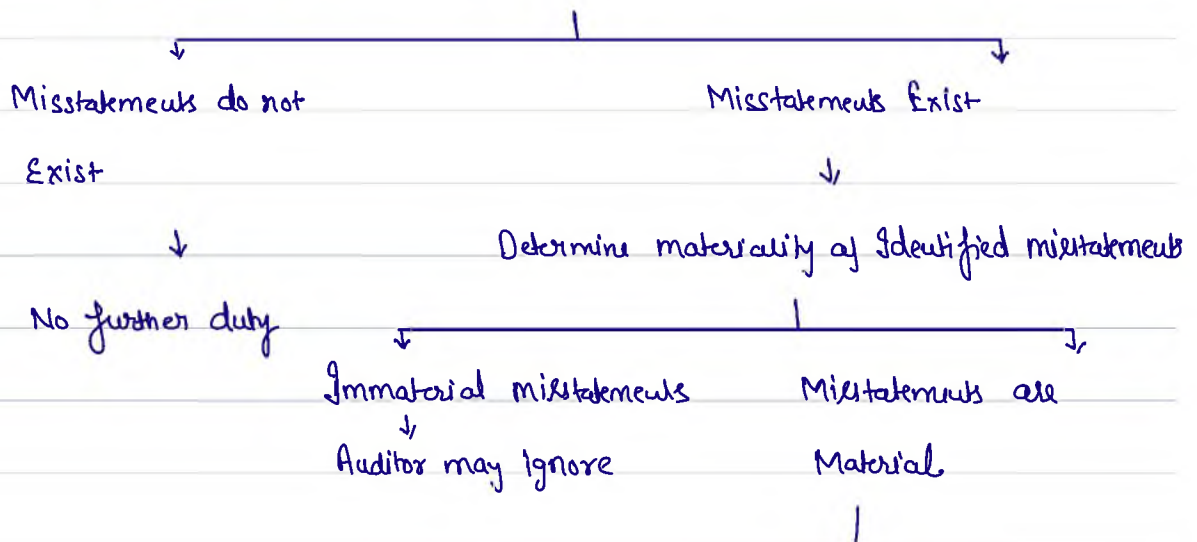 Misstatements do not
Misstatements Exist
Exist
Determine materiality of Identified misstatements
No further duty
Immaterial misstatements
Misstatements are
Auditor may ignore
Material